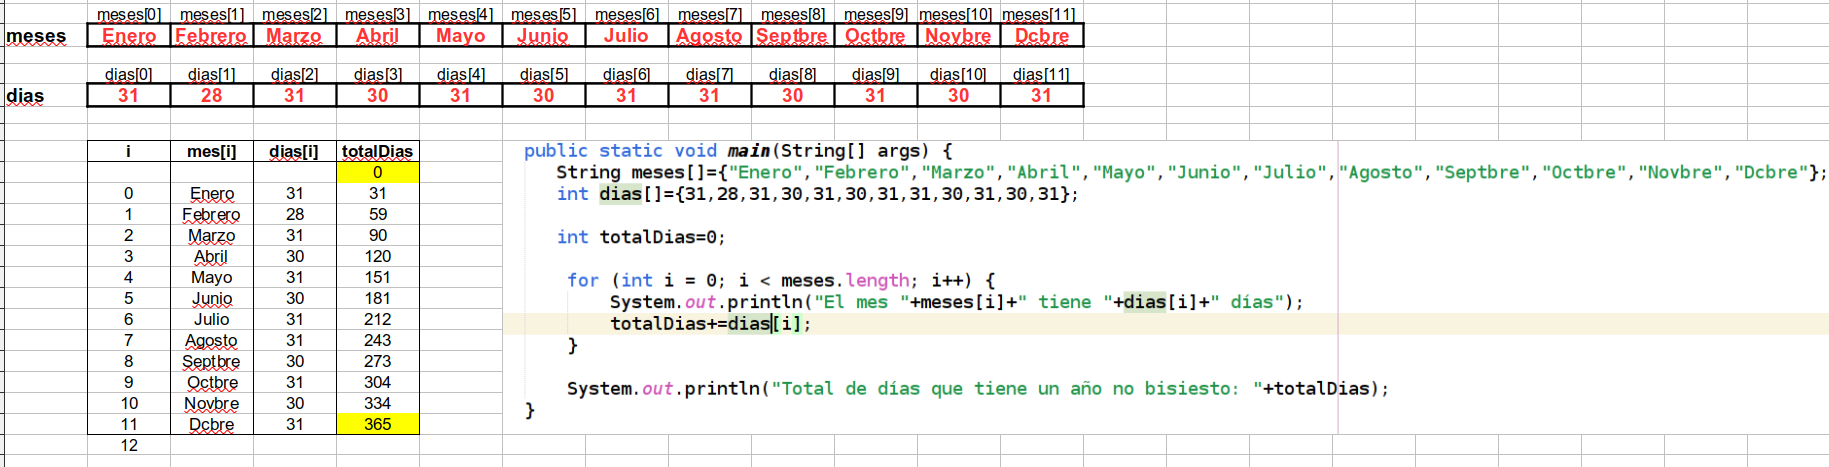 meses[0] meses[1] meses[2] meses[3] meses[4] meses[5] meses[6] meses[7] meses[8] meses[9] meses[10] meses[11]
meses Enero Febrero Marzo Abril Mayo Junio Julio Agosto Septbre Octbre Novbre Dcbre
dias[0] dias[1] dias[2] dias[3] dias[4] dias[5] dias[6] dias[7] dias[8] dias[9] dias[10] dias[11]
dias 31 28 31 30 31 30 31 31 30 31 30 31
i mes[i] dias[i] totalDias
0
0 Enero 31 31
1 Febrero 28 59
2 Marzo 31 90
3 Abril 30 120
4 Mayo 31 151
5 Junio 30 181
6 Julio 31 212
7 Agosto 31 243
8 Septbre 30 273
9 Octbre 31 304
10 Novbre 30 334
11 Dcbre 31 365
12
public static void main(String[] args) {
String meses[]={"Enero","Febrero","Marzo","Abril","Mayo","Junio","Julio","Agosto","Septbre","Octbre","Novbre","Dcbre"};
int dias[]={31,28,31,30,31,30,31,31,30,31,30,31};
int totalDias=0;
for (int i = 0; i < meses.length; i++) {
System.out.println("El mes "+meses[i]+" tiene "+dias[i]+" días");
totalDias+=dias[i];
}
System.out.println("Total de días que tiene un año no bisiesto: "+totalDias);
}